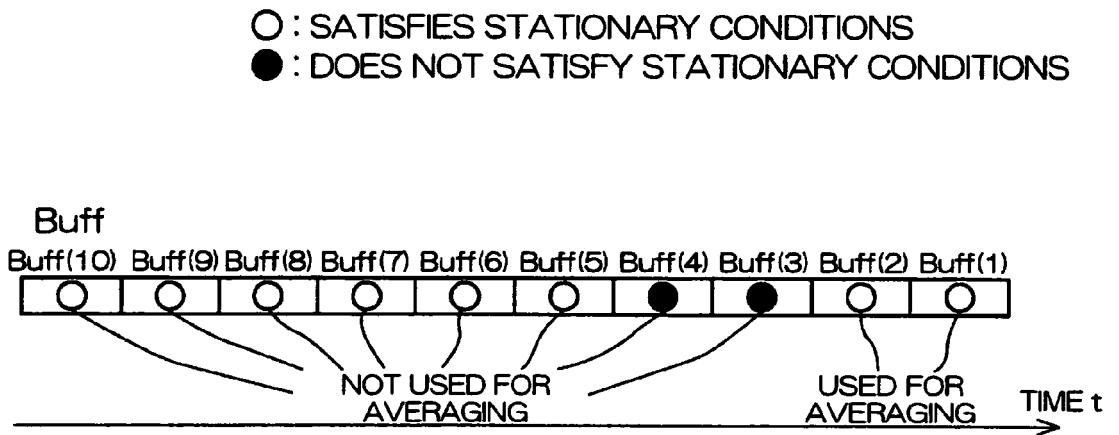 ○ : SATISFIES STATIONARY CONDITIONS
● : DOES NOT SATISFY STATIONARY CONDITIONS
Buff
Buff(10) Buff(9) Buff(8) Buff(7) Buff(6) Buff(5) Buff(4) Buff(3) Buff(2) Buff(1)
NOT USED FOR AVERAGING
USED FOR AVERAGING
TIME t